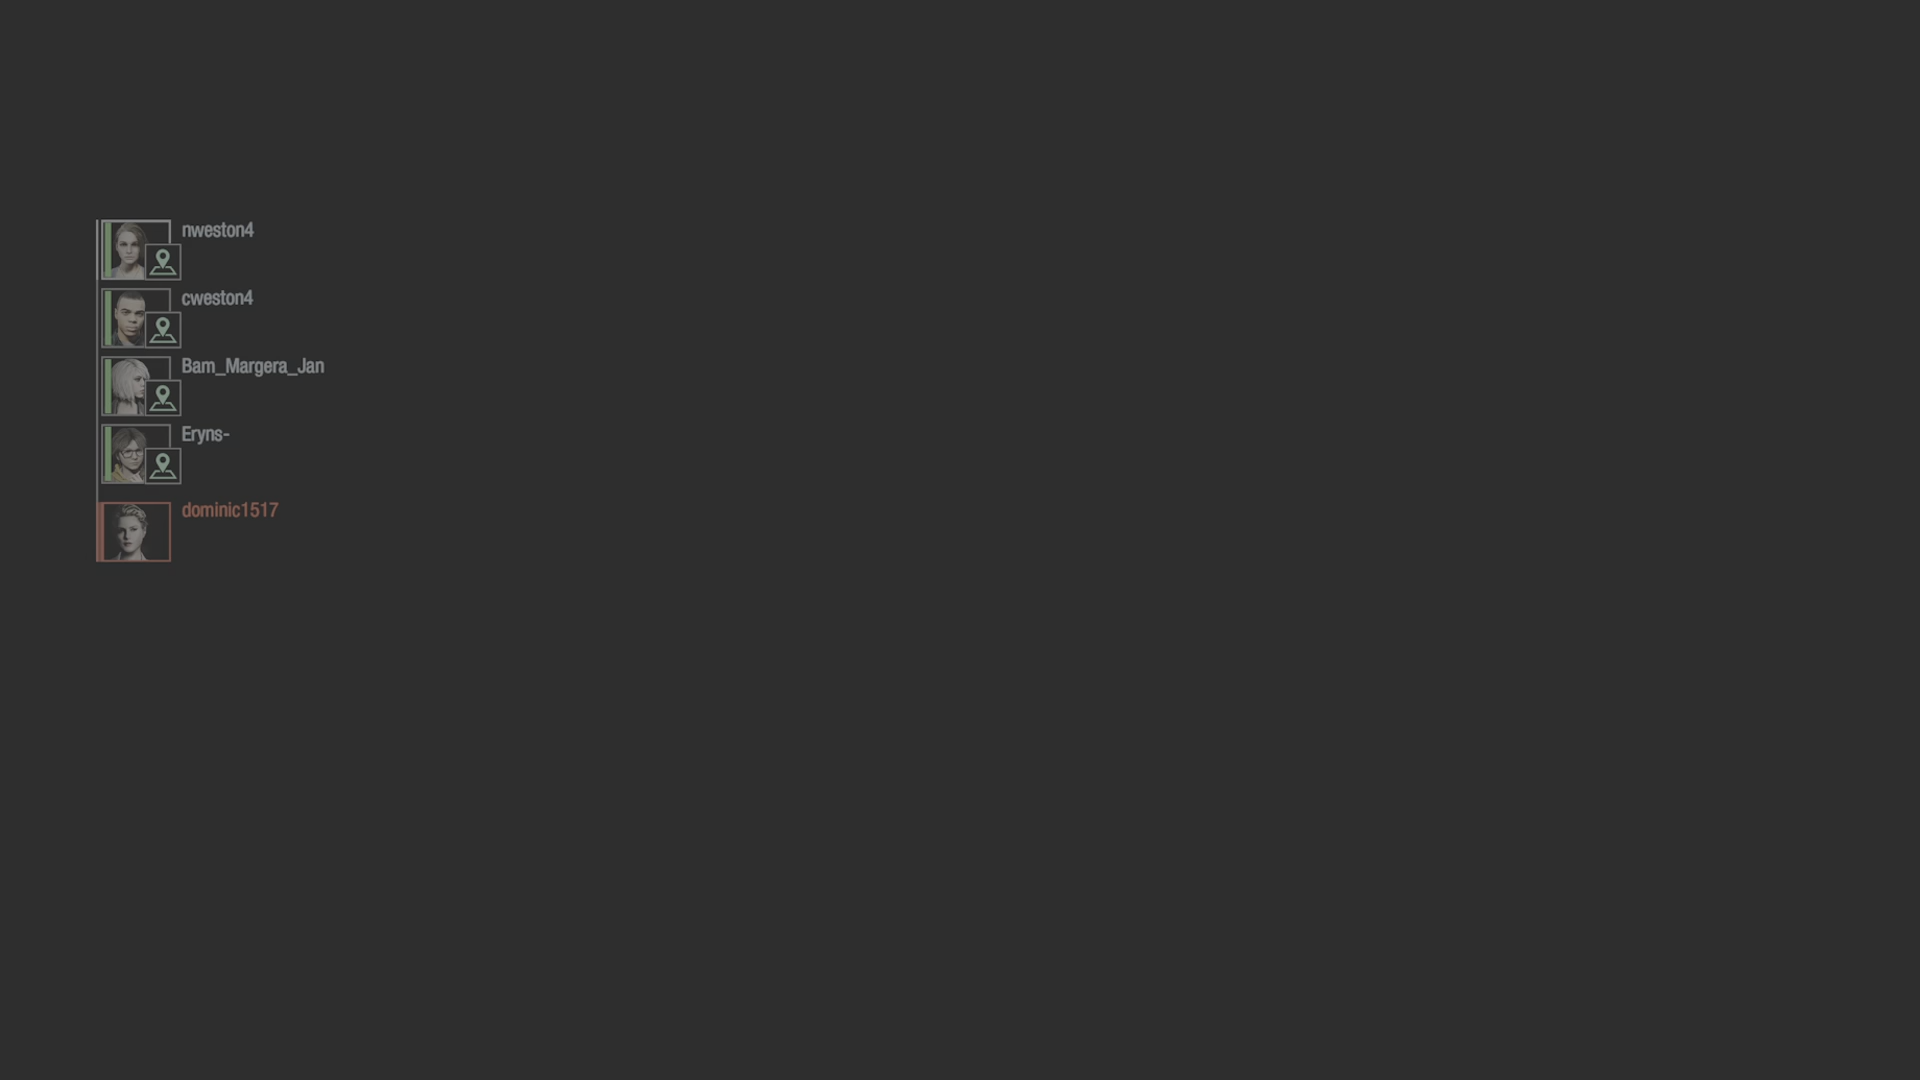 nweston4
cweston4
Bam_Margera_Jan
Eryns-
dominic1517